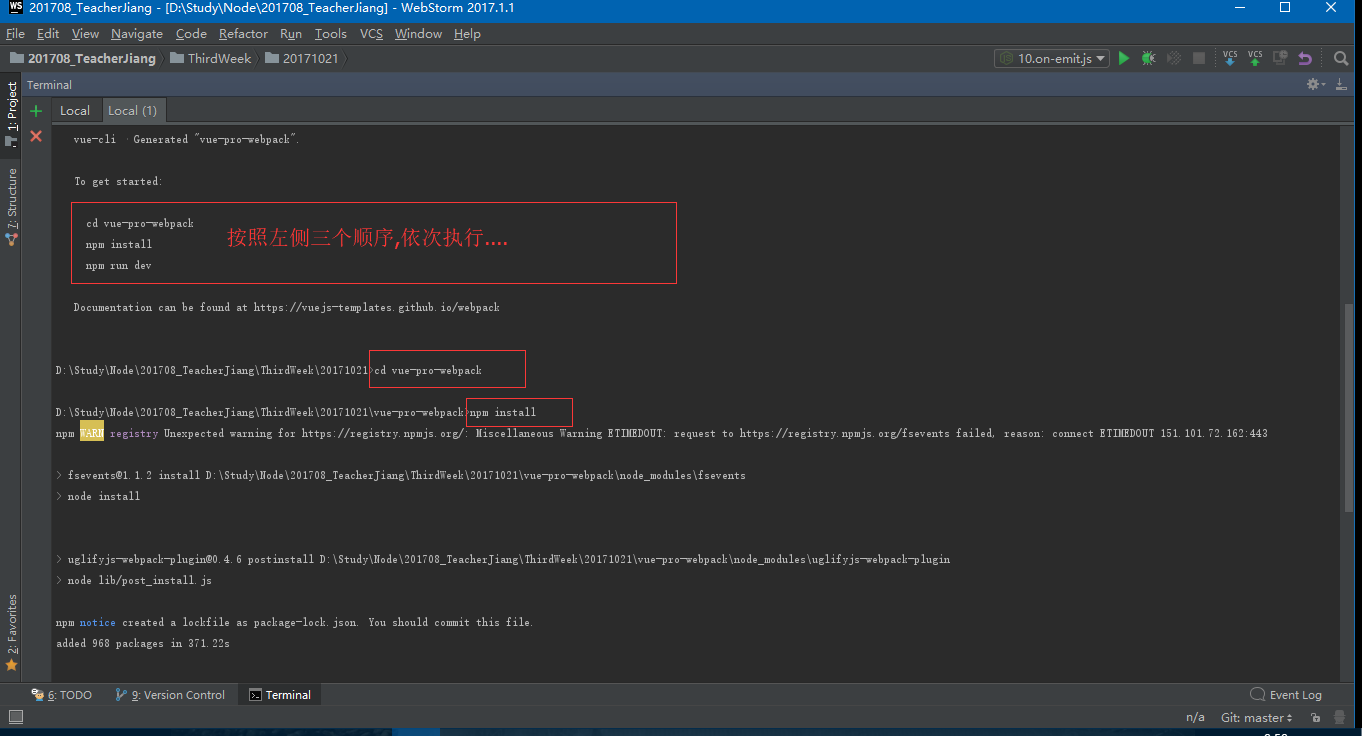 WS 201708_TeacherJiang - [D:\Study\Node\201708_TeacherJiang] - WebStorm 2017.1.1
File Edit View Navigate Code Refactor Run Tools VCS Window Help
201708_TeacherJiang ThirdWeek 20171021 10.on-emit.js VCS VCS
Terminal
1: Project
7: Structure
2: Favorites
Local Local (1)
vue-cli · Generated "vue-pro-webpack".
To get started:
cd vue-pro-webpack
npm install
npm run dev
按照左侧三个顺序,依次执行....
Documentation can be found at https://vuejs-templates.github.io/webpack
D:\Study\Node\201708_TeacherJiang\ThirdWeek\20171021>cd vue-pro-webpack
D:\Study\Node\201708_TeacherJiang\ThirdWeek\20171021\vue-pro-webpack>npm install
npm WARN registry Unexpected warning for https://registry.npmjs.org/: Miscellaneous Warning ETIMEDOUT: request to https://registry.npmjs.org/fsevents failed, reason: connect ETIMEDOUT 151.101.72.162:443
> fsevents@1.1.2 install D:\Study\Node\201708_TeacherJiang\ThirdWeek\20171021\vue-pro-webpack\node_modules\fsevents
> node install
> uglifyjs-webpack-plugin@0.4.6 postinstall D:\Study\Node\201708_TeacherJiang\ThirdWeek\20171021\vue-pro-webpack\node_modules\uglifyjs-webpack-plugin
> node lib/post_install.js
npm notice created a lockfile as package-lock.json. You should commit this file.
added 968 packages in 371.22s
6: TODO 9: Version Control Terminal Event Log
n/a Git: master